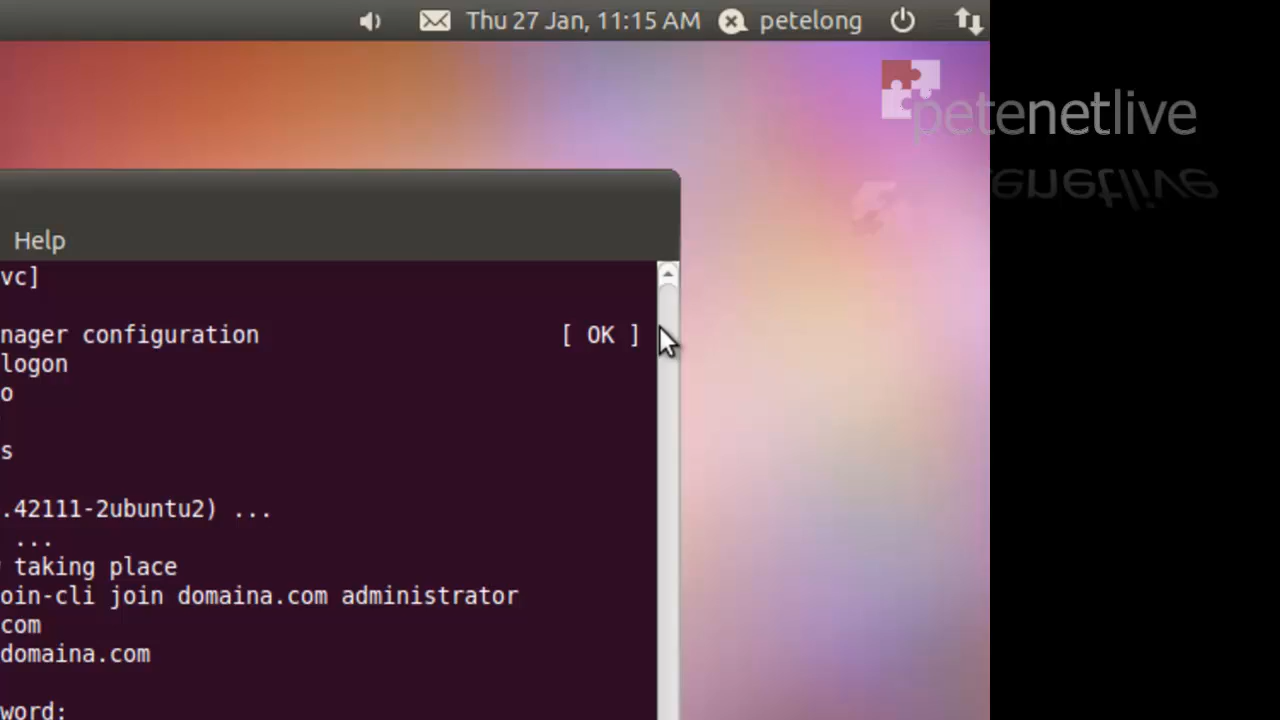 Thu 27 Jan, 11:15 AM petelong
petenetlive
Help
vc]
nager configuration [ OK ]
logon
o
s
.42111-2ubuntu2) ...
...
taking place
oin-cli join domaina.com administrator
com
domaina.com
word: